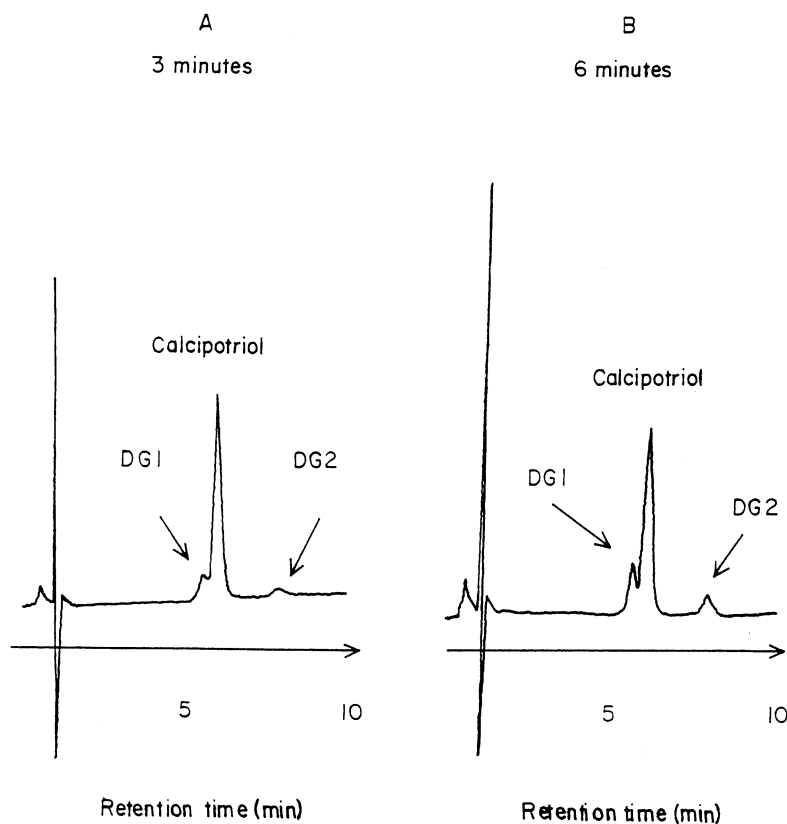 A
3 minutes
Calcipotriol
DG1
DG2
5
10
Retention time (min)
B
6 minutes
Calcipotriol
DG1
DG2
5
10
Retention time (min)